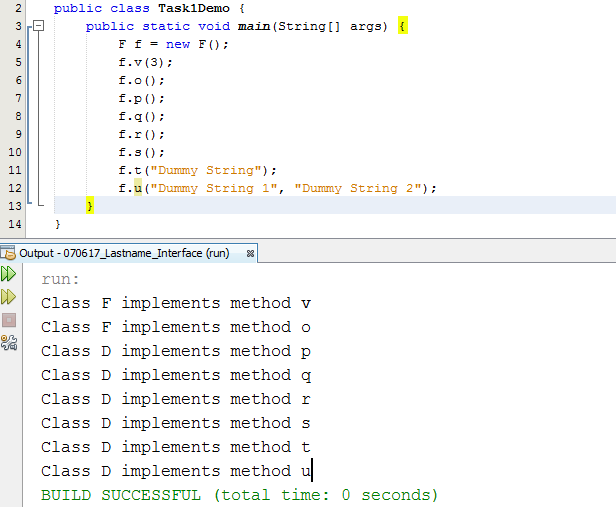 2 public class Task1Demo {
3 public static void main(String[] args) {
4 F f = new F();
5 f.v(3);
6 f.o();
7 f.p();
8 f.q();
9 f.r();
10 f.s();
11 f.t("Dummy String");
12 f.u("Dummy String 1", "Dummy String 2");
13 }
14 }
Output - 070617_Lastname_Interface (run)
run:
Class F implements method v
Class F implements method o
Class D implements method p
Class D implements method q
Class D implements method r
Class D implements method s
Class D implements method t
Class D implements method u
BUILD SUCCESSFUL (total time: 0 seconds)